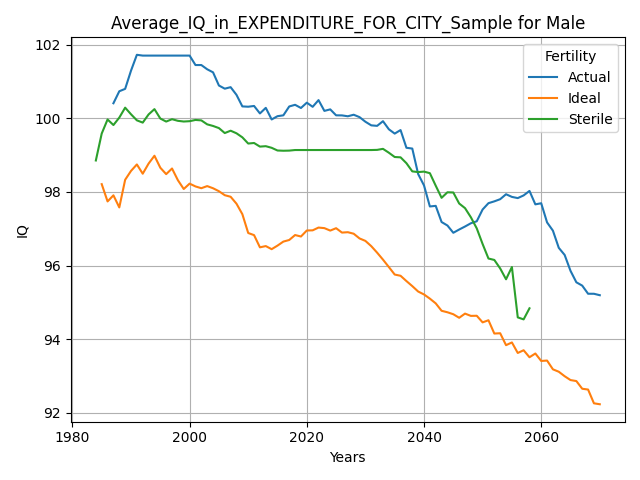 Average_IQ_in_EXPENDITURE_FOR_CITY_Sample for Male
Fertility
Actual
Ideal
Sterile
IQ
102
100
98
96
94
92
1980
2000
2020
2040
2060
Years